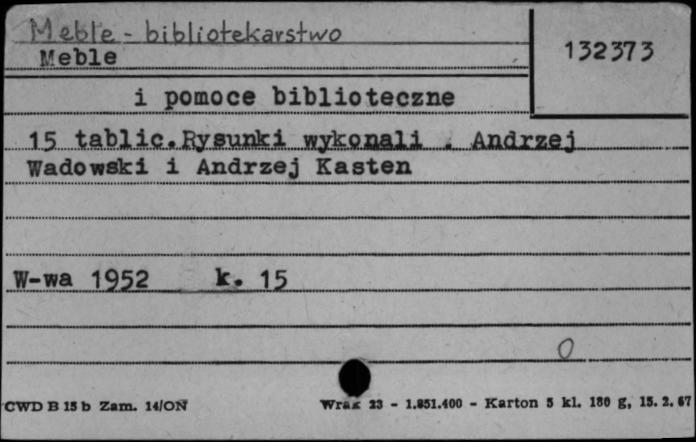 Meble - bibliotekarstwo
132373
Meble
i pomoce biblioteczne
15 tablic. Rysunki wykonali . Andrzej
Wadowski i Andrzej Kasten
W-wa 1952 k. 15
0
CWD B 15 b Zam. 14/ON
Wrak 23 - 1.851.400 - Karton 5 kl. 180 g, 15. 2. 67